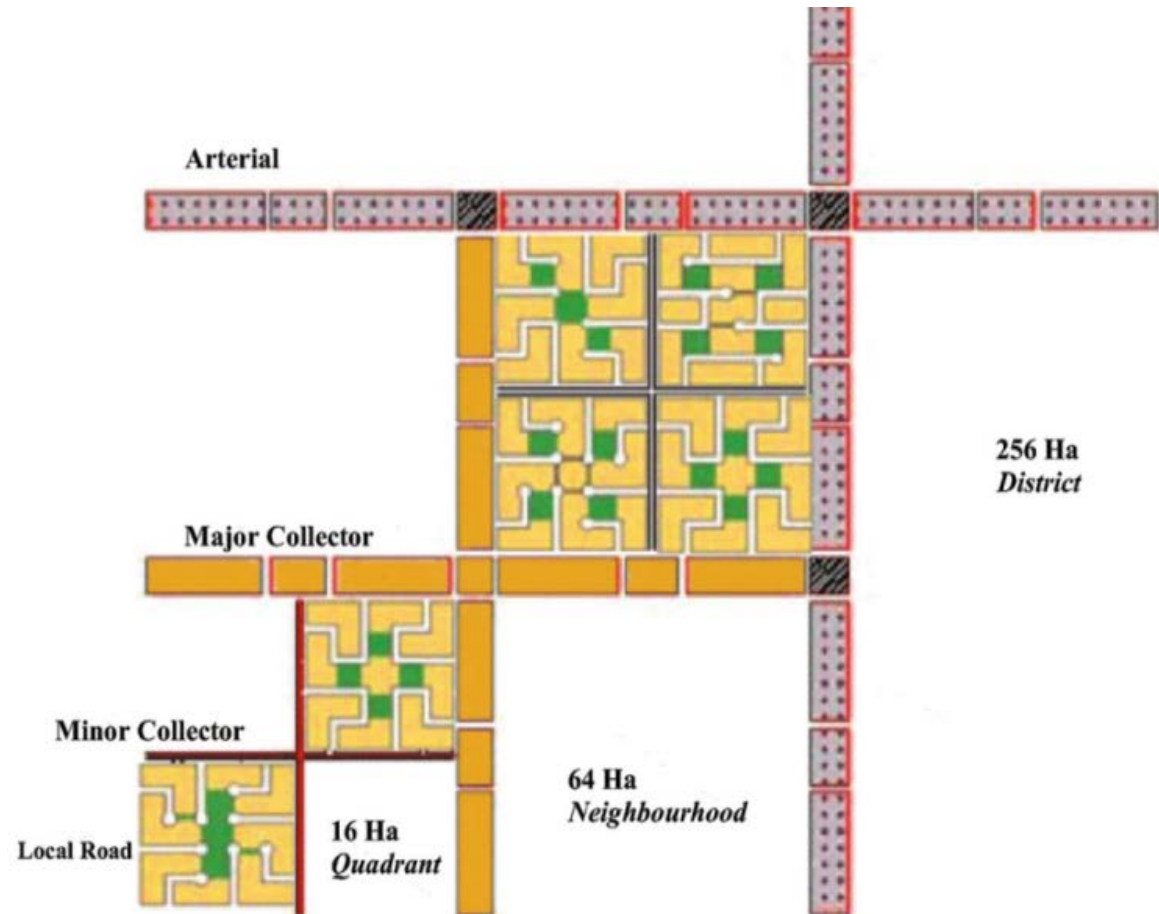 Arterial
256 Ha
District
Major Collector
Minor Collector
64 Ha
Neighbourhood
16 Ha
Quadrant
Local Road